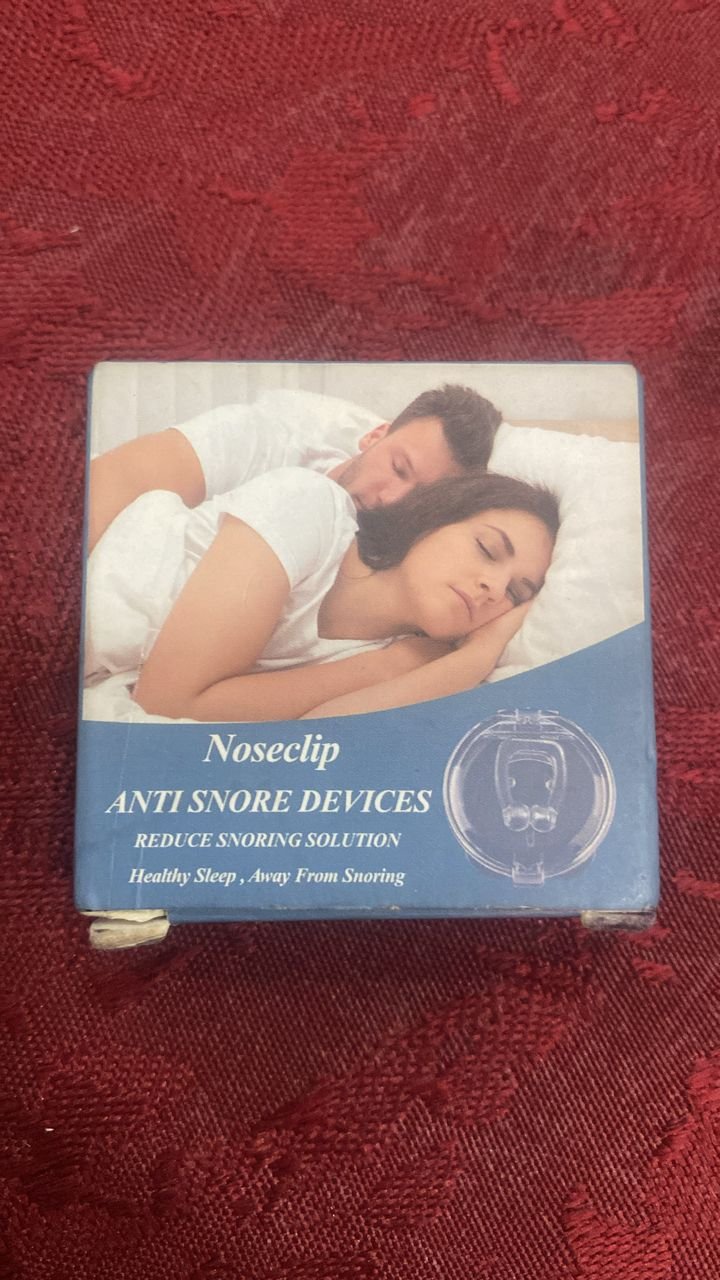 Noseclip
ANTI SNORE DEVICES
REDUCE SNORING SOLUTION
Healthy Sleep , Away From Snoring